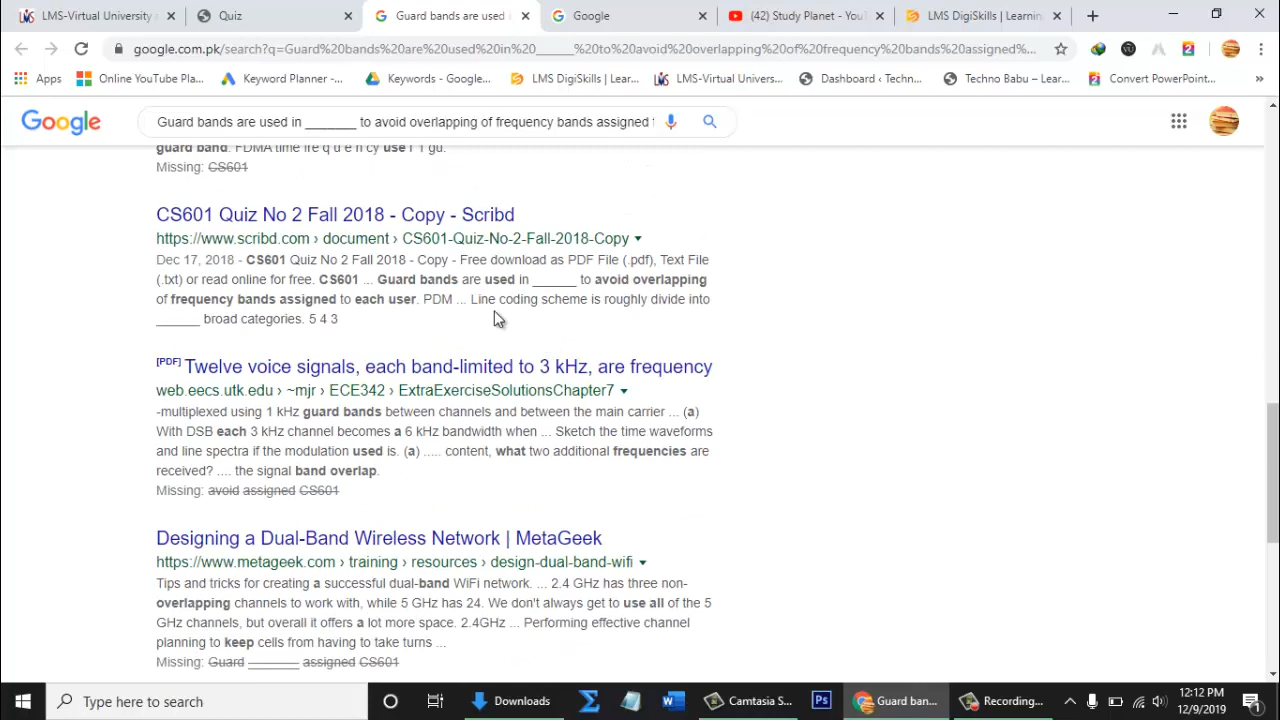 LMS-Virtual University
Quiz
Guard bands are used i
Google
(42) Study Planet - YouT
LMS DigiSkills | Learnin
google.com.pk/search?q=Guard%20bands%20are%20used%20in%20______%20to%20avoid%20overlapping%20of%20frequency%20bands%20assigned%...
Apps
Online YouTube Pla...
Keyword Planner -...
Keywords - Google...
LMS DigiSkills | Lear...
LMS-Virtual Univers...
Dashboard ‹ Techn...
Techno Babu – Lear...
Convert PowerPoint...
»
Google
Guard bands are used in _______ to avoid overlapping of frequency bands assigned t
guard band. FDMA time fre q d e n cy use r 1 gu.
Missing: CS601
CS601 Quiz No 2 Fall 2018 - Copy - Scribd
https://www.scribd.com › document › CS601-Quiz-No-2-Fall-2018-Copy
Dec 17, 2018 - CS601 Quiz No 2 Fall 2018 - Copy - Free download as PDF File (.pdf), Text File
(.txt) or read online for free. CS601 ... Guard bands are used in ______ to avoid overlapping
of frequency bands assigned to each user. PDM ... Line coding scheme is roughly divide into
______ broad categories. 5 4 3
[PDF] Twelve voice signals, each band-limited to 3 kHz, are frequency
web.eecs.utk.edu › ~mjr › ECE342 › ExtraExerciseSolutionsChapter7
-multiplexed using 1 kHz guard bands between channels and between the main carrier ... (a)
With DSB each 3 kHz channel becomes a 6 kHz bandwidth when ... Sketch the time waveforms
and line spectra if the modulation used is. (a) ..... content, what two additional frequencies are
received? .... the signal band overlap.
Missing: avoid assigned CS601
Designing a Dual-Band Wireless Network | MetaGeek
https://www.metageek.com › training › resources › design-dual-band-wifi
Tips and tricks for creating a successful dual-band WiFi network. ... 2.4 GHz has three non-
overlapping channels to work with, while 5 GHz has 24. We don't always get to use all of the 5
GHz channels, but overall it offers a lot more space. 2.4GHz ... Performing effective channel
planning to keep cells from having to take turns ...
Missing: Guard _______ assigned CS601
Type here to search
Downloads
Camtasia S...
Ps
Guard ban...
Recording...
12:12 PM
12/9/2019